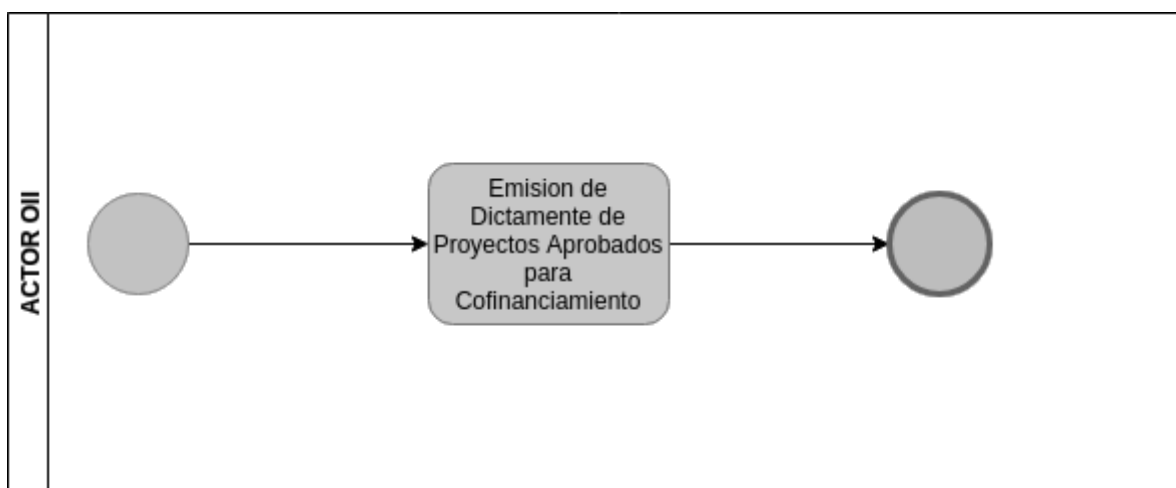 ACTOR OII
Emision de
Dictamente de
Proyectos Aprobados
para
Cofinanciamiento